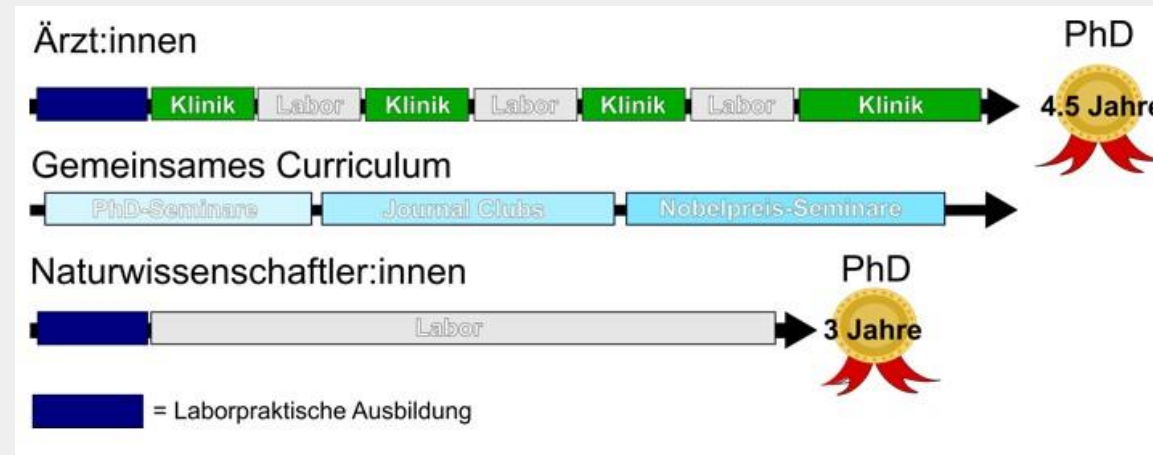 Ärzt:innen
PhD
Klinik Labor Klinik Labor Klinik Labor Klinik
4.5 Jahre
Gemeinsames Curriculum
PhD-Seminare Journal Clubs Nobelpreis-Seminare
Naturwissenschaftler:innen
PhD
Labor
3 Jahre
= Laborpraktische Ausbildung